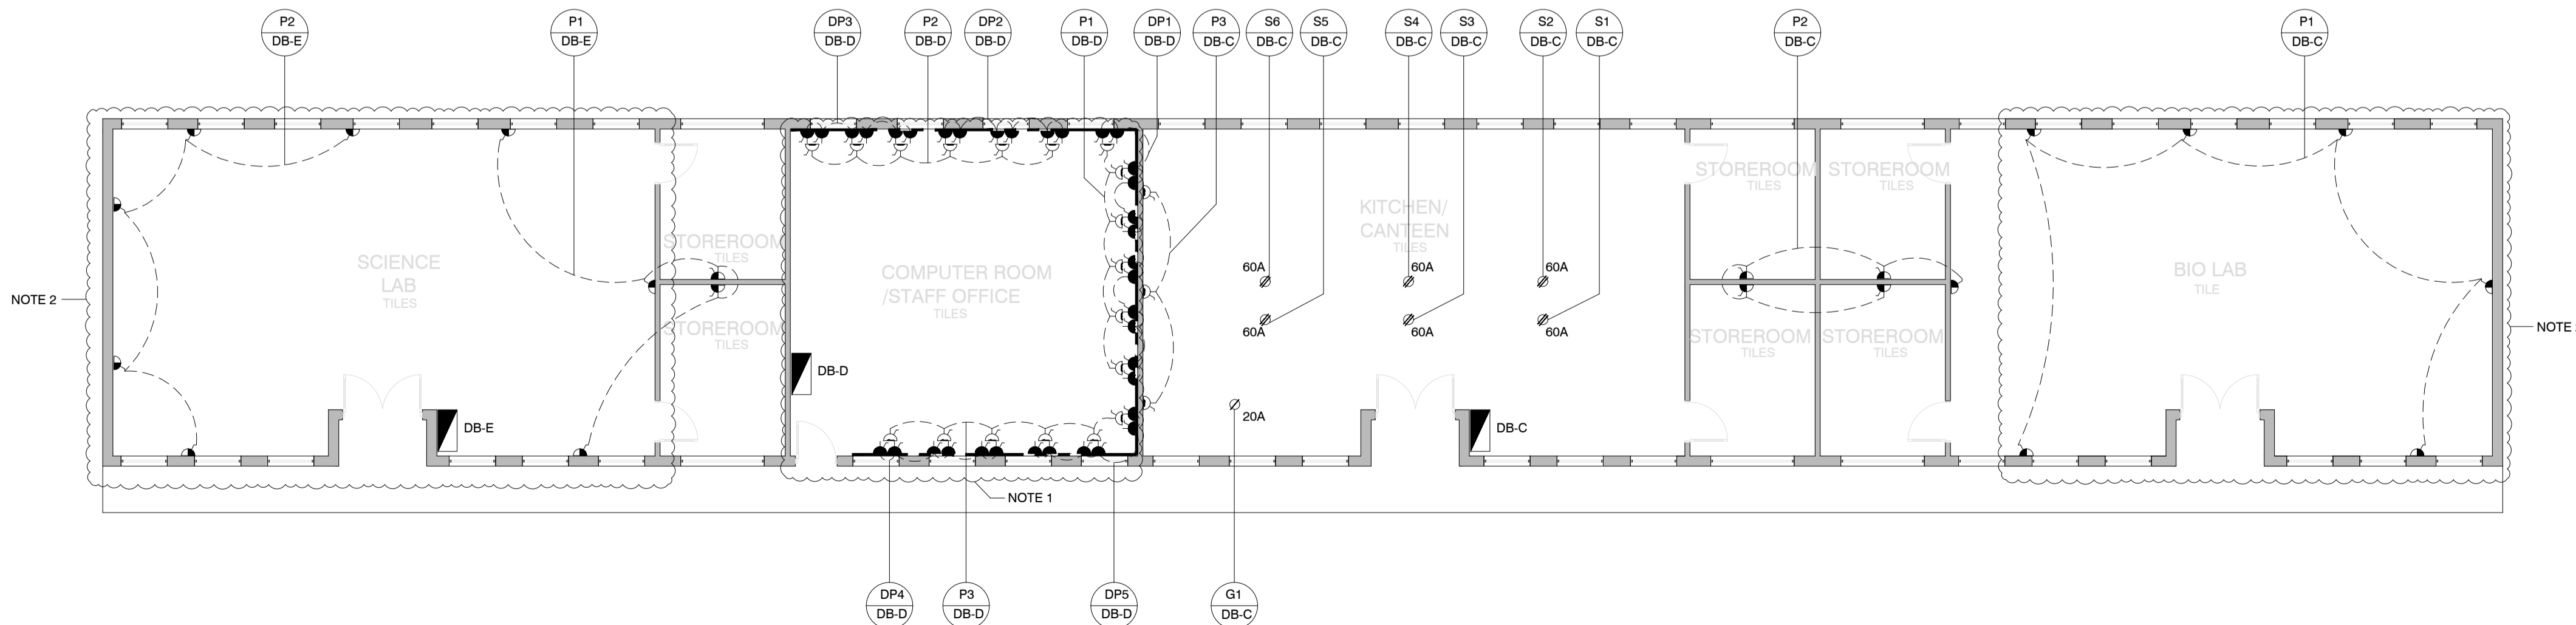 P2
DB-E
P1
DB-E
DP3
DB-D
P2
DB-D
DP2
DB-D
P1
DB-D
DP1
DB-D
P3
DB-C
S6
DB-C
S5
DB-C
S4
DB-C
S3
DB-C
S2
DB-C
S1
DB-C
P2
DB-C
P1
DB-C
NOTE 2
SCIENCE
LAB
TILES
STOREROOM
TILES
STOREROOM
TILES
COMPUTER ROOM
/STAFF OFFICE
TILES
KITCHEN/
CANTEEN
TILES
60A
60A
60A
60A
60A
60A
STOREROOM
TILES
STOREROOM
TILES
STOREROOM
TILES
STOREROOM
TILES
BIO LAB
TILE
NOTE
DB-E
DB-D
20A
DB-C
NOTE 1
DP4
DB-D
P3
DB-D
DP5
DB-D
G1
DB-C